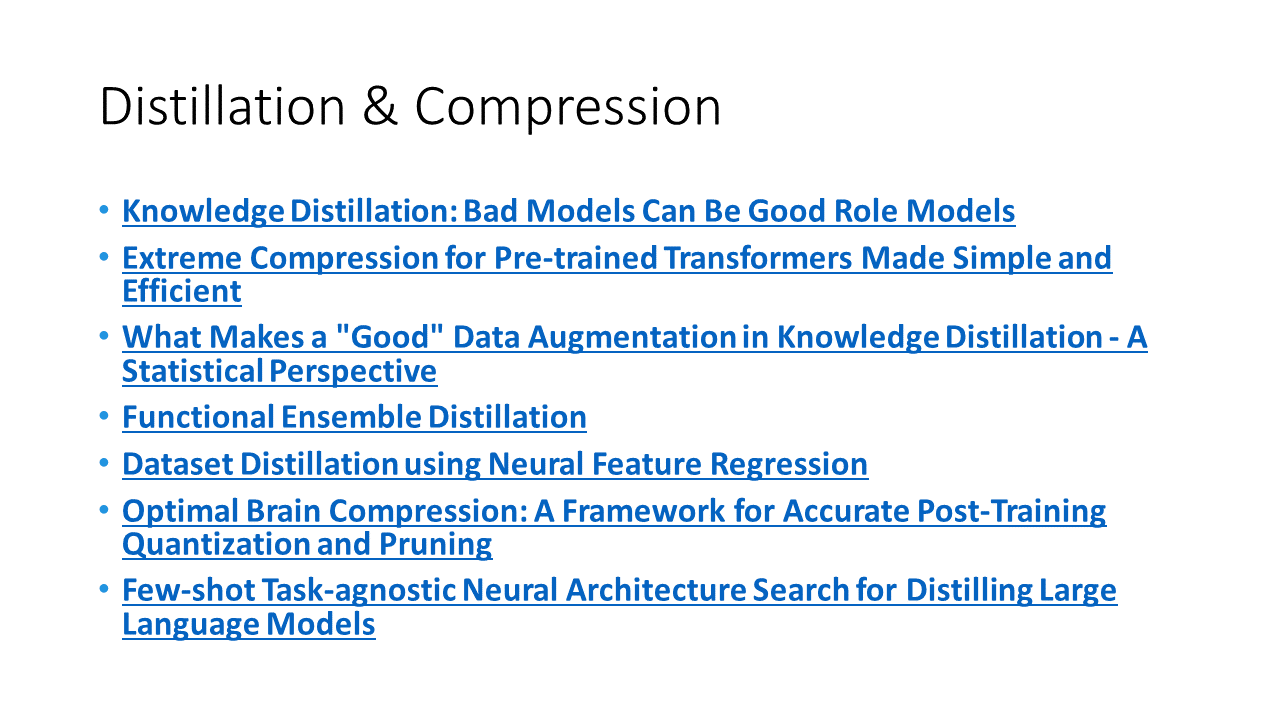 Distillation & Compression
• Knowledge Distillation: Bad Models Can Be Good Role Models
• Extreme Compression for Pre-trained Transformers Made Simple and
Efficient
• What Makes a "Good" Data Augmentation in Knowledge Distillation - A
Statistical Perspective
• Functional Ensemble Distillation
• Dataset Distillation using Neural Feature Regression
• Optimal Brain Compression: A Framework for Accurate Post-Training
Quantization and Pruning
• Few-shot Task-agnostic Neural Architecture Search for Distilling Large
Language Models